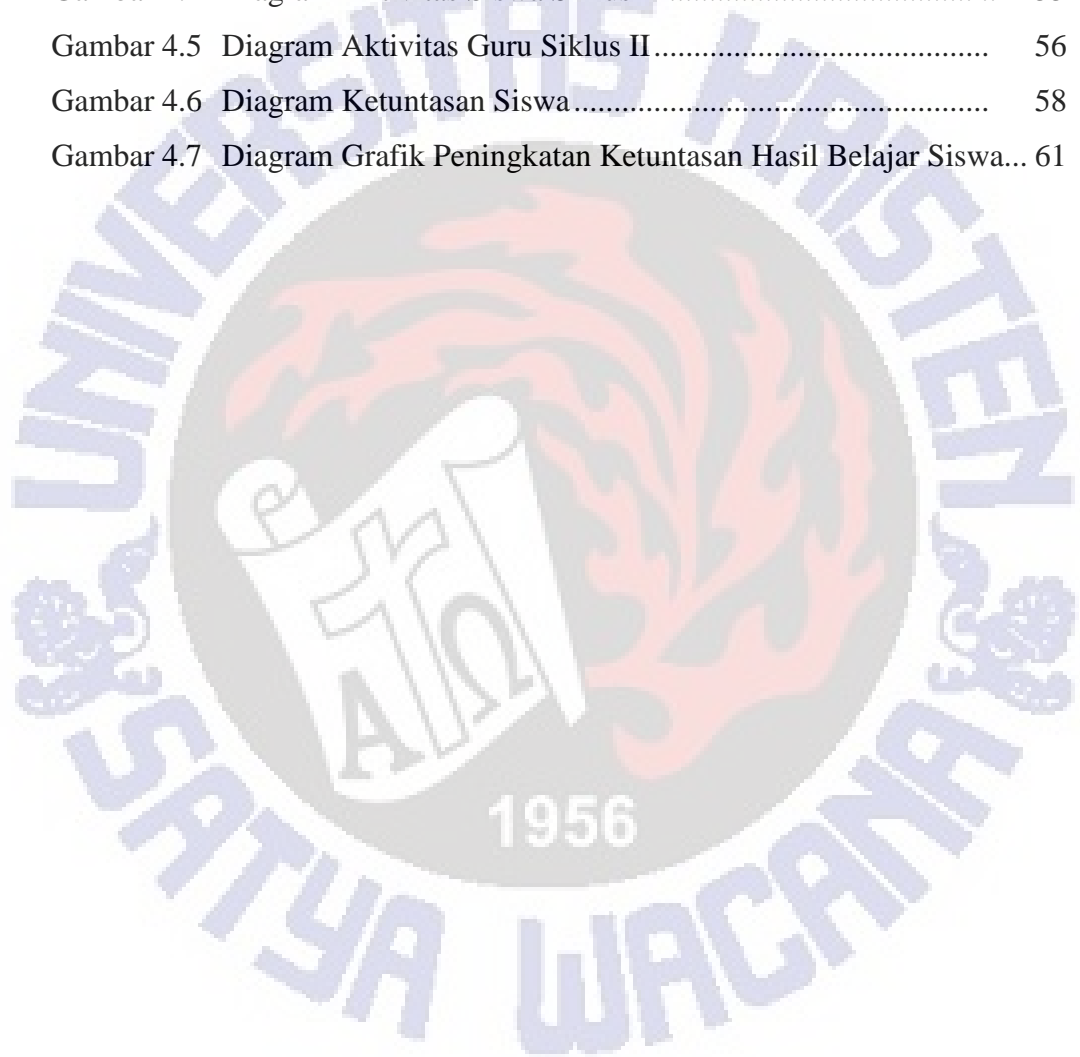 Gambar 4.5 Diagram Aktivitas Guru Siklus II........................................ 56
Gambar 4.6 Diagram Ketuntasan Siswa.................................................. 58
Gambar 4.7 Diagram Grafik Peningkatan Ketuntasan Hasil Belajar Siswa... 61
UNIVERSITAS KRISTEN
Α Ω
1956
SATYA WACANA